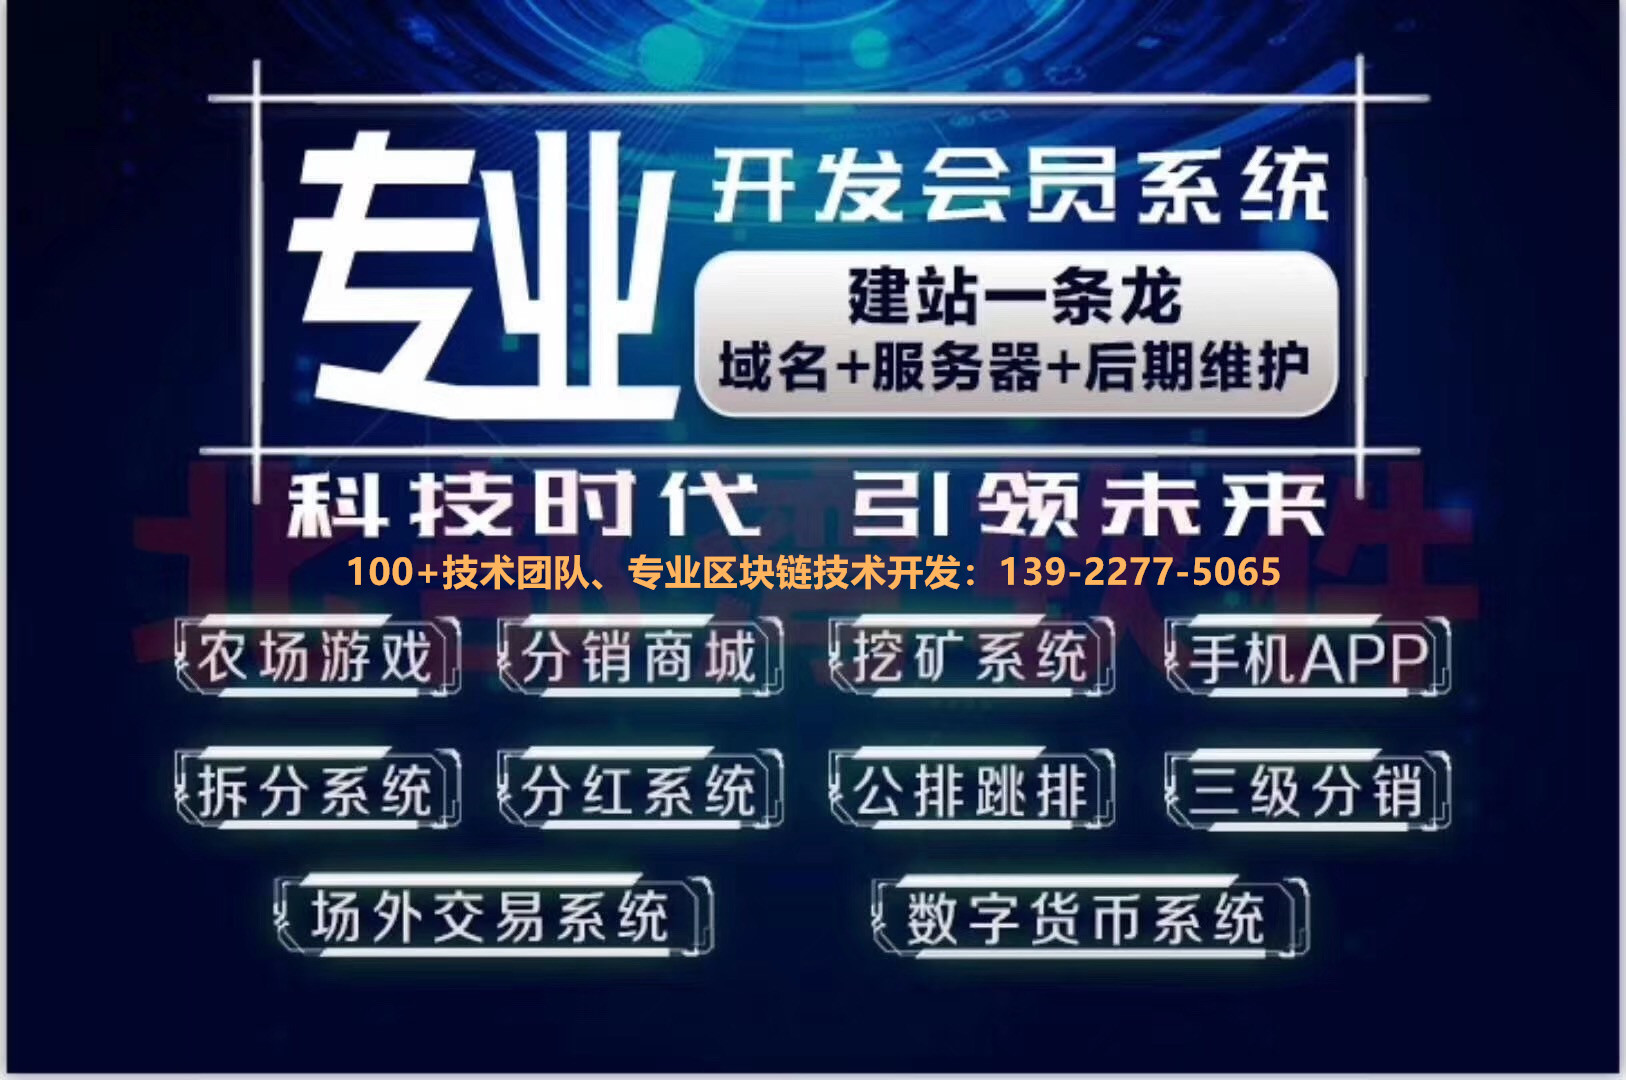 专业
开发会员系统
建站一条龙
域名+服务器+后期维护
科技时代 引领未来
100+技术团队、专业区块链技术开发：139-2277-5065
农场游戏 分销商城 挖矿系统 手机APP
拆分系统 分红系统 公排跳排 三级分销
场外交易系统 数字货币系统